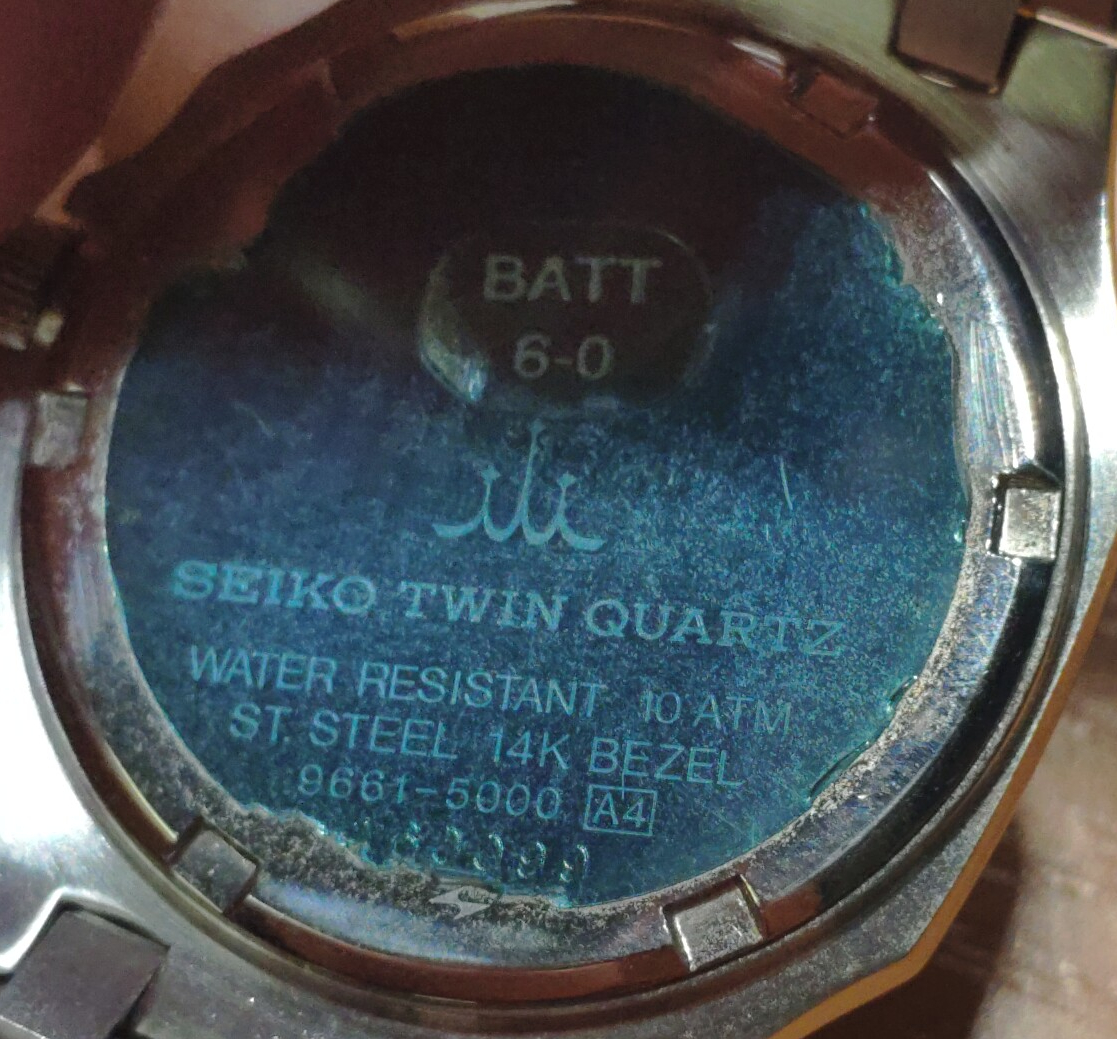 BATT
6-0
SEIKO TWIN QUARTZ
WATER RESISTANT 10 ATM
ST. STEEL 14K BEZEL
9661-5000 A4